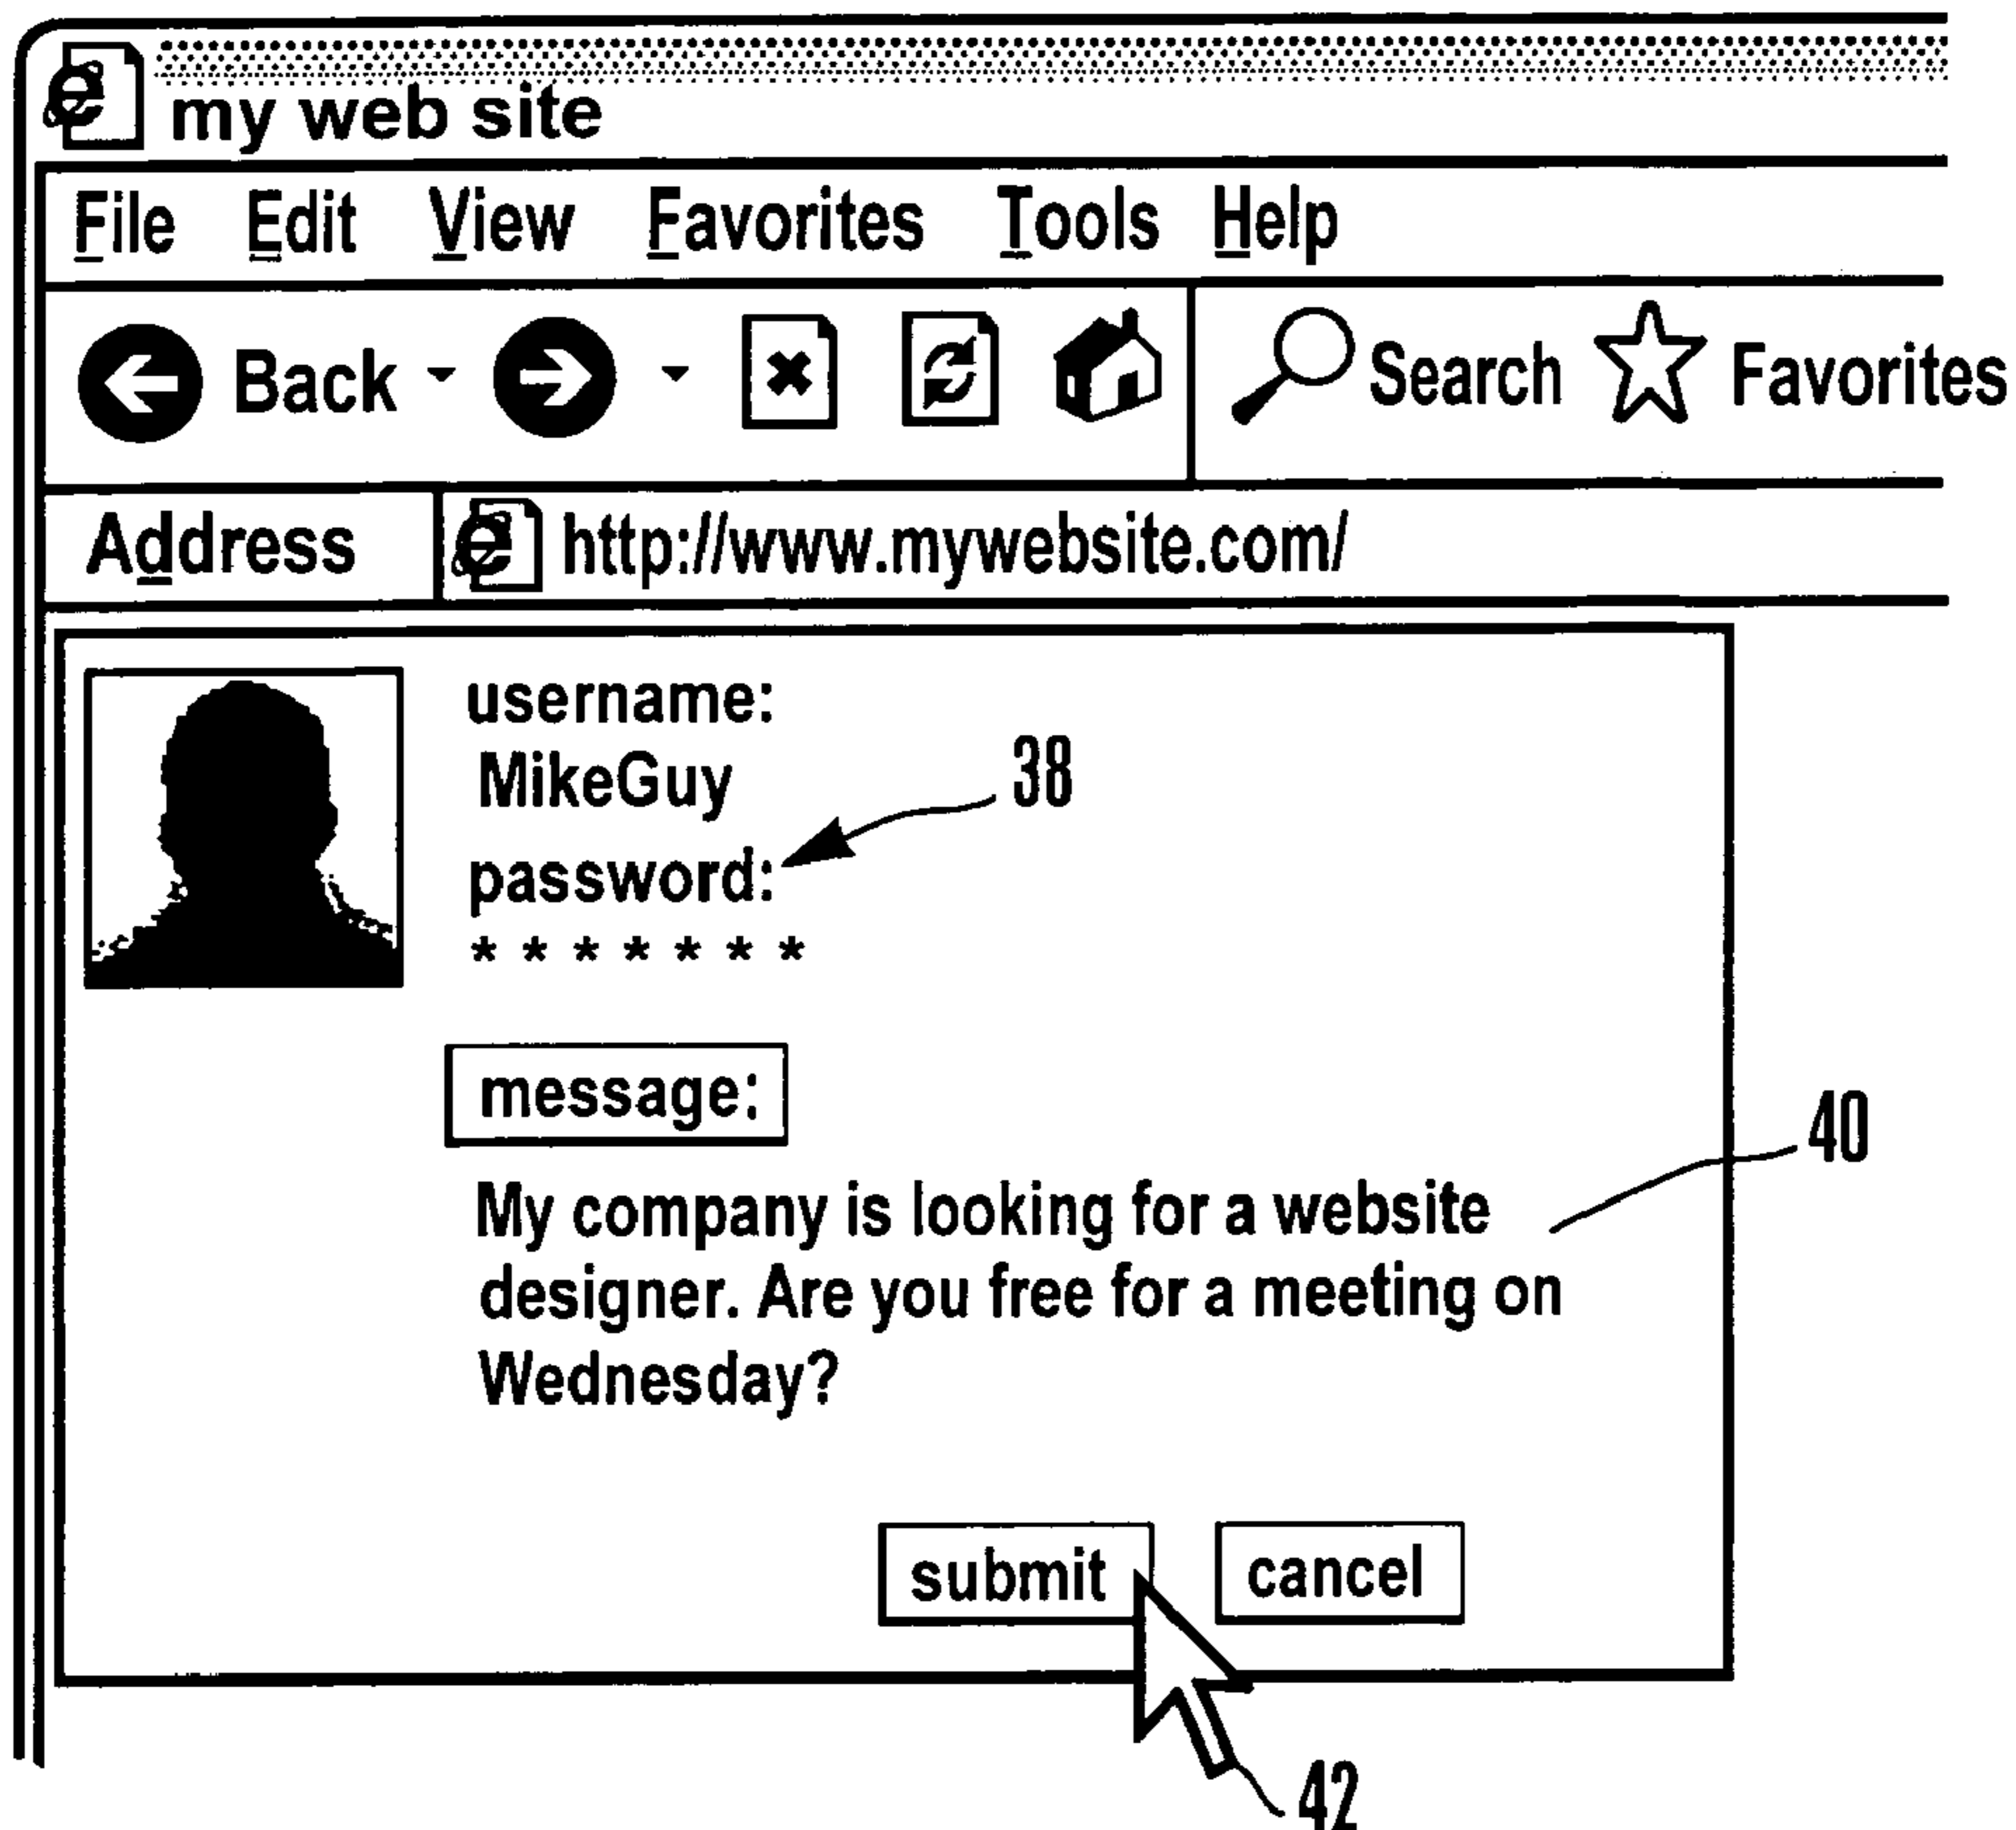 my web site
File Edit View Favorites Tools Help
Back Search Favorites
Address http://www.mywebsite.com/
username:
MikeGuy
38
password:
* * * * * * *
message:
40
My company is looking for a website
designer. Are you free for a meeting on
Wednesday?
submit cancel
42